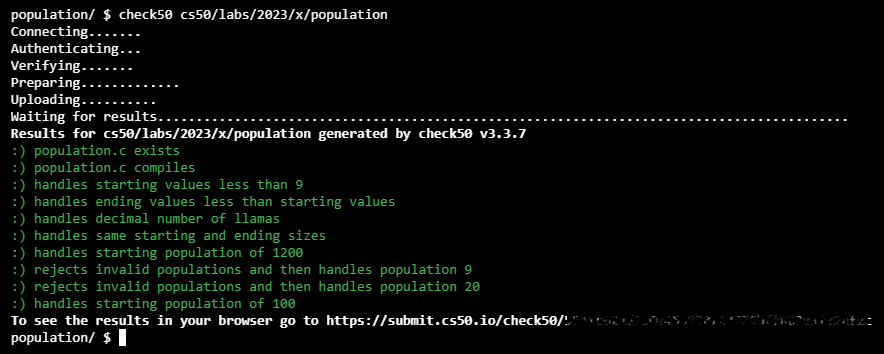 population/ $ check50 cs50/labs/2023/x/population
Connecting.......
Authenticating...
Verifying.......
Preparing.............
Uploading..........
Waiting for results..........................................................................................
Results for cs50/labs/2023/x/population generated by check50 v3.3.7
:) population.c exists
:) population.c compiles
:) handles starting values less than 9
:) handles ending values less than starting values
:) handles decimal number of llamas
:) handles same starting and ending sizes
:) handles starting population of 1200
:) rejects invalid populations and then handles population 9
:) rejects invalid populations and then handles population 20
:) handles starting population of 100
To see the results in your browser go to https://submit.cs50.io/check50/
population/ $